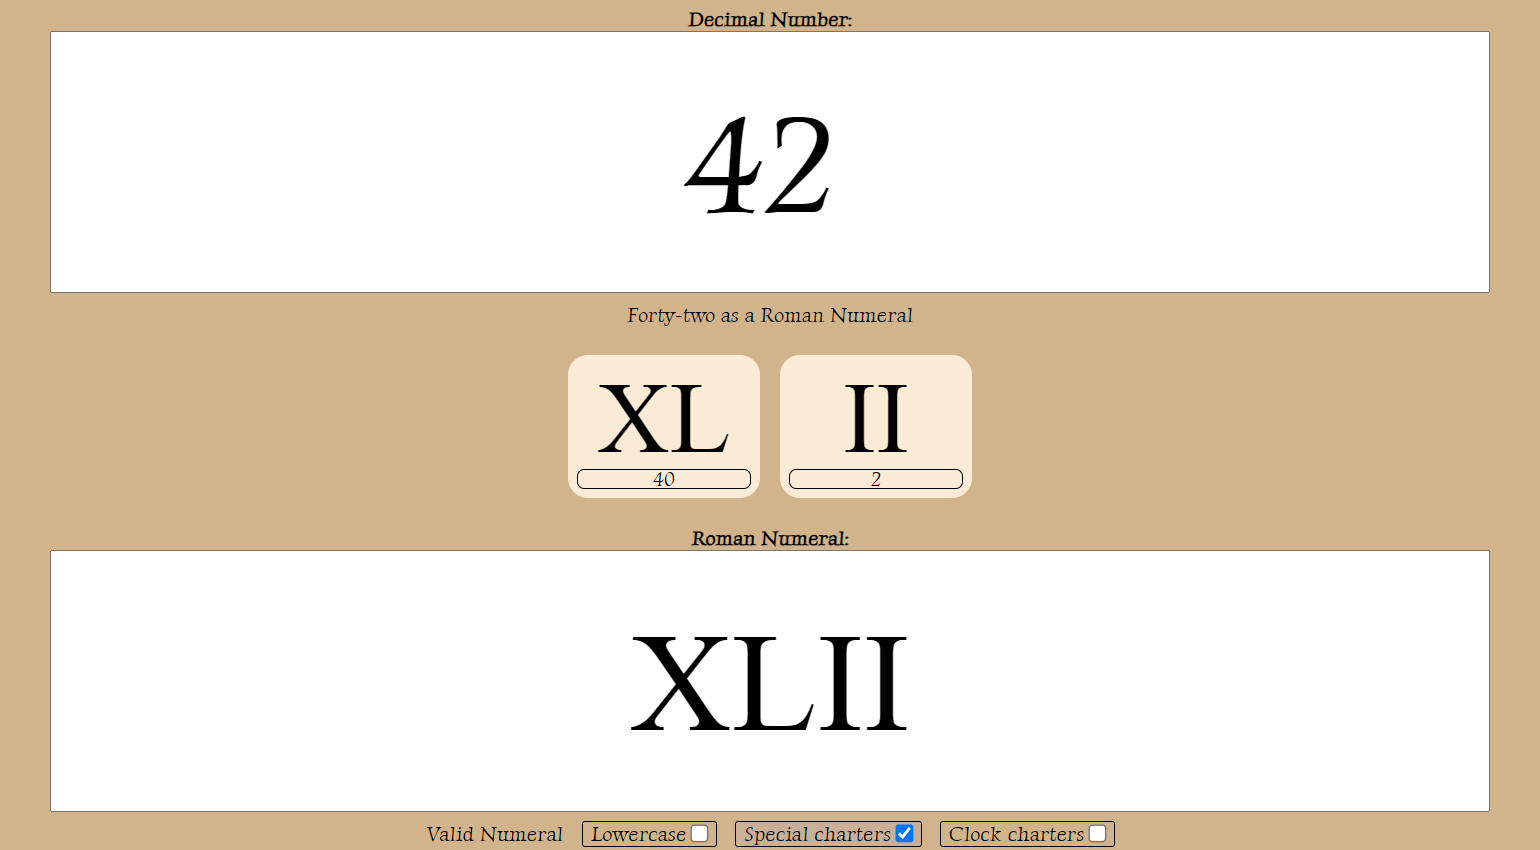 Decimal Number:
42
Forty-two as a Roman Numeral
XL II
40 2
Roman Numeral:
XLII
Valid Numeral Lowercase Special charters Clock charters